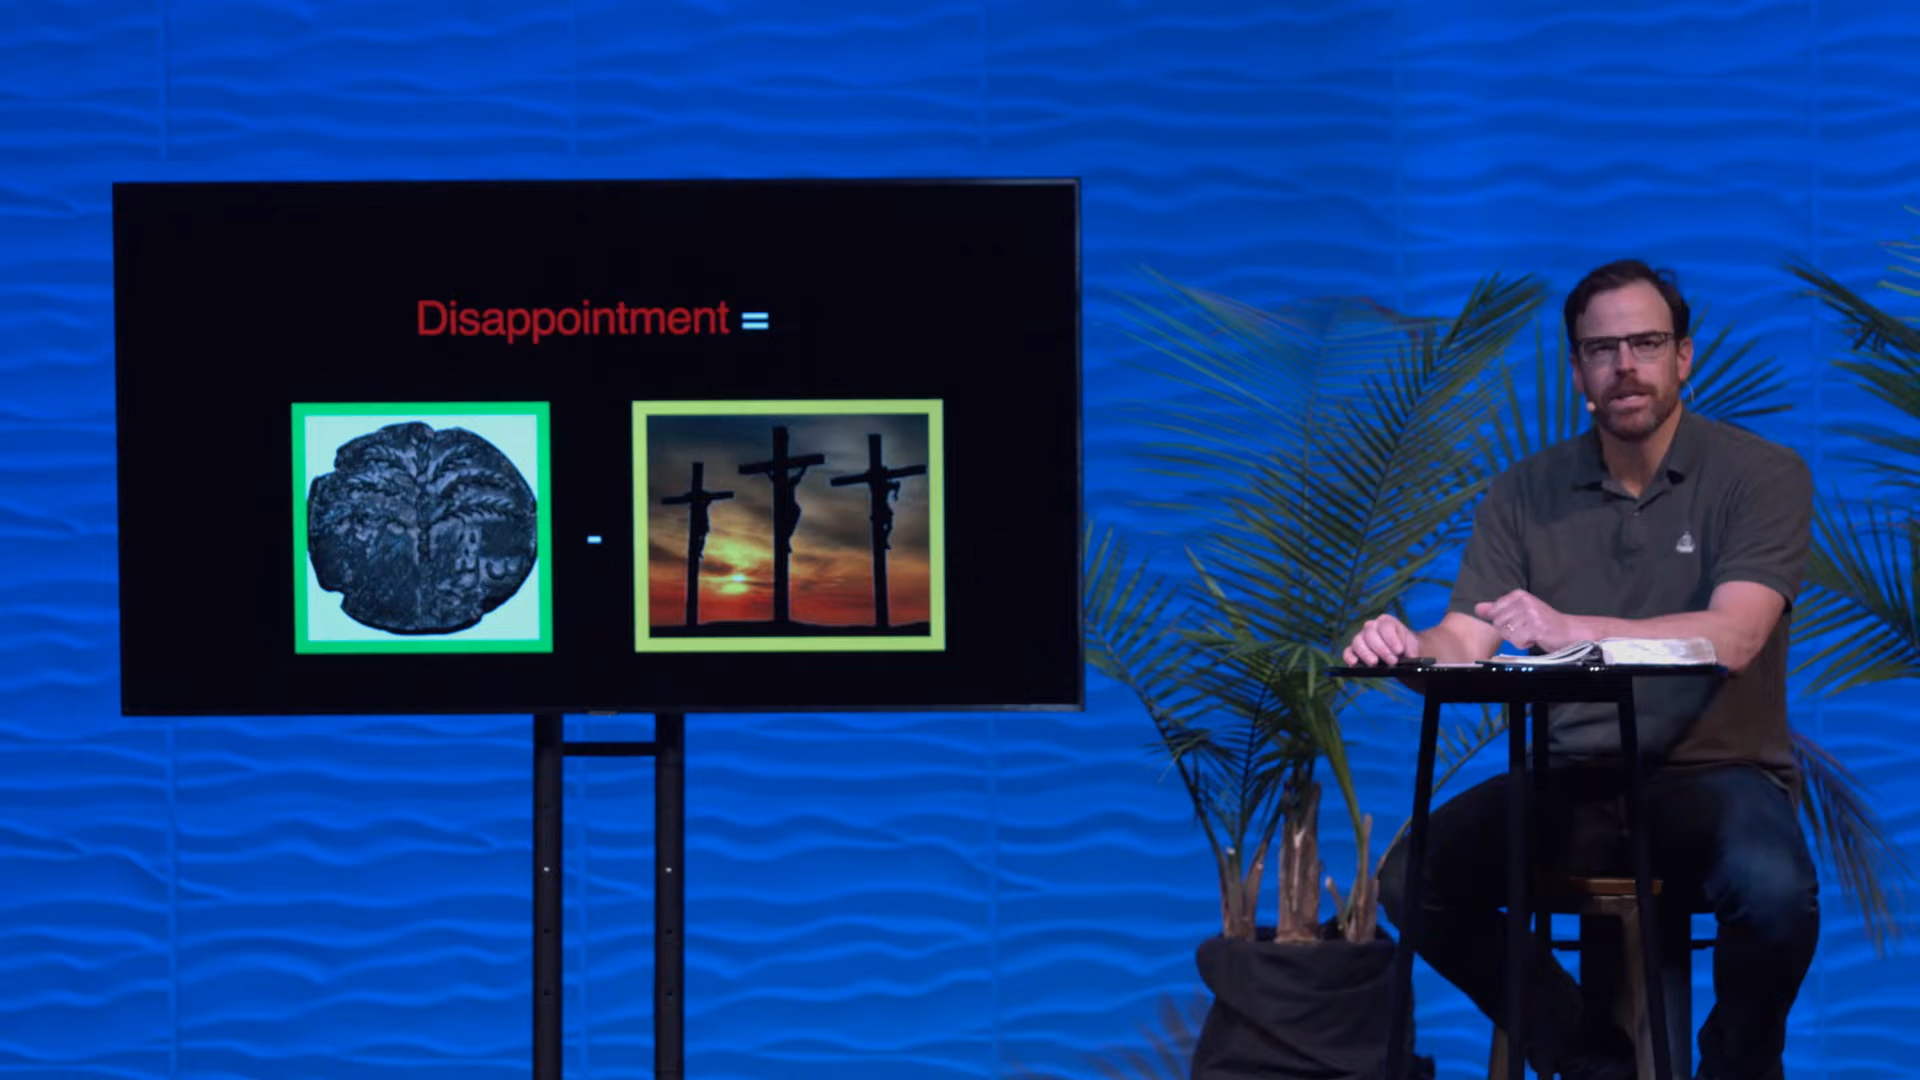 Disappointment =
-